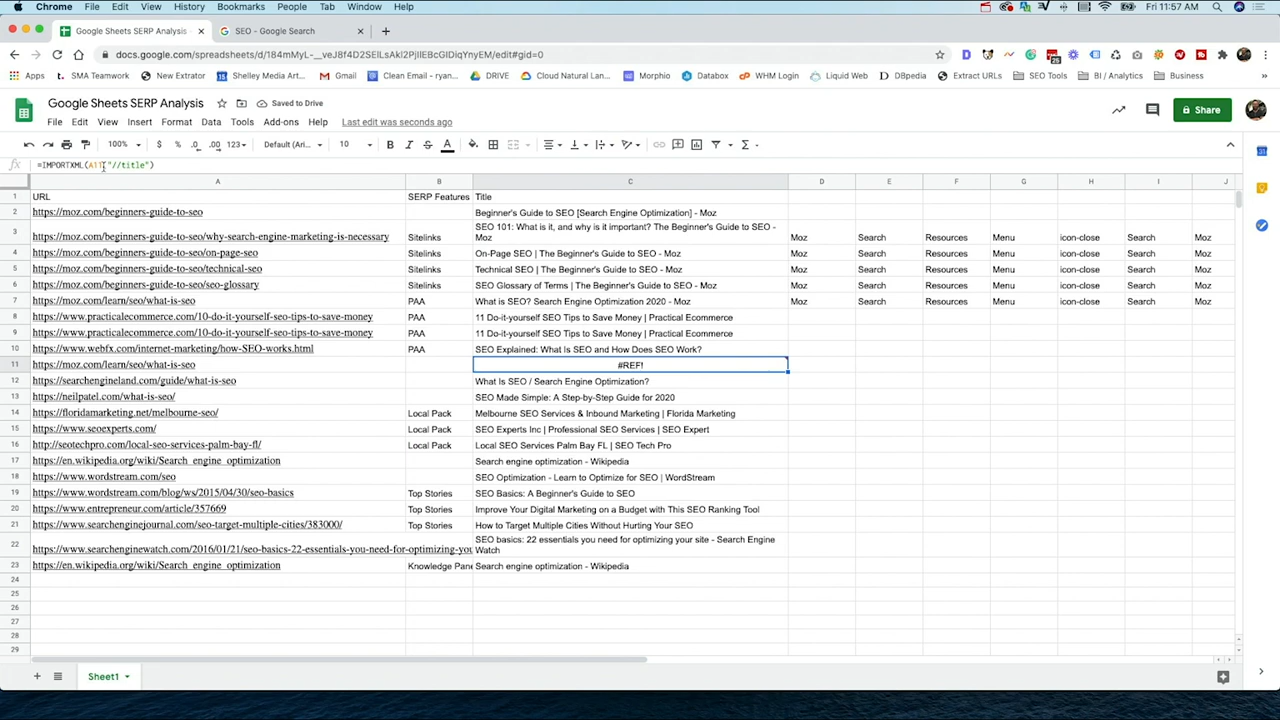 Chrome File Edit View History Bookmarks People Tab Window Help Fri 11:57 AM
Google Sheets SERP Analysis SEO - Google Search
Apps SMA Teamwork New Extrator Shelley Media Art... Gmail Clean Email - ryan... DRIVE Cloud Natural Lan... Morphio Databox WHM Login Liquid Web DBpedia Extract URLs SEO Tools BI / Analytics Business
Google Sheets SERP Analysis Saved to Drive
Share
File Edit View Insert Format Data Tools Add-ons Help Last edit was seconds ago
100% $ % .0 .00 123 Default (Ari... 10 B I S A
=IMPORTXML(A11,"//title")
A B C D E F G H I J
1 URL SERP Features Title
2 https://moz.com/beginners-guide-to-seo Beginner's Guide to SEO [Search Engine Optimization] - Moz
SEO 101: What is it, and why is it important? The Beginner's Guide to SEO -
3 https://moz.com/beginners-guide-to-seo/why-search-engine-marketing-is-necessary Sitelinks Moz Moz Search Resources Menu icon-close Search Moz
4 https://moz.com/beginners-guide-to-seo/on-page-seo Sitelinks On-Page SEO | The Beginner's Guide to SEO - Moz Moz Search Resources Menu icon-close Search Moz
5 https://moz.com/beginners-guide-to-seo/technical-seo Sitelinks Technical SEO | The Beginner's Guide to SEO - Moz Moz Search Resources Menu icon-close Search Moz
6 https://moz.com/beginners-guide-to-seo/seo-glossary Sitelinks SEO Glossary of Terms | The Beginner's Guide to SEO - Moz Moz Search Resources Menu icon-close Search Moz
7 https://moz.com/learn/seo/what-is-seo PAA What is SEO? Search Engine Optimization 2020 - Moz Moz Search Resources Menu icon-close Search Moz
8 https://www.practicalecommerce.com/10-do-it-yourself-seo-tips-to-save-money PAA 11 Do-it-yourself SEO Tips to Save Money | Practical Ecommerce
9 https://www.practicalecommerce.com/10-do-it-yourself-seo-tips-to-save-money PAA 11 Do-it-yourself SEO Tips to Save Money | Practical Ecommerce
10 https://www.webfx.com/internet-marketing/how-SEO-works.html PAA SEO Explained: What Is SEO and How Does SEO Work?
11 https://moz.com/learn/seo/what-is-seo #REF!
12 https://searchengineland.com/guide/what-is-seo What Is SEO / Search Engine Optimization?
13 https://neilpatel.com/what-is-seo/ SEO Made Simple: A Step-by-Step Guide for 2020
14 https://floridamarketing.net/melbourne-seo/ Local Pack Melbourne SEO Services & Inbound Marketing | Florida Marketing
15 https://www.seoexperts.com/ Local Pack SEO Experts Inc | Professional SEO Services | SEO Expert
16 http://seotechpro.com/local-seo-services-palm-bay-fl/ Local Pack Local SEO Services Palm Bay FL | SEO Tech Pro
17 https://en.wikipedia.org/wiki/Search_engine_optimization Search engine optimization - Wikipedia
18 https://www.wordstream.com/seo SEO Optimization - Learn to Optimize for SEO | WordStream
19 https://www.wordstream.com/blog/ws/2015/04/30/seo-basics Top Stories SEO Basics: A Beginner's Guide to SEO
20 https://www.entrepreneur.com/article/357669 Top Stories Improve Your Digital Marketing on a Budget with This SEO Ranking Tool
21 https://www.searchenginejournal.com/seo-target-multiple-cities/383000/ Top Stories How to Target Multiple Cities Without Hurting Your SEO
SEO basics: 22 essentials you need for optimizing your site - Search Engine
22 https://www.searchenginewatch.com/2016/01/21/seo-basics-22-essentials-you-need-for-optimizing-you Watch
23 https://en.wikipedia.org/wiki/Search_engine_optimization Knowledge Pane Search engine optimization - Wikipedia
24
25
26
27
28
29
Sheet1